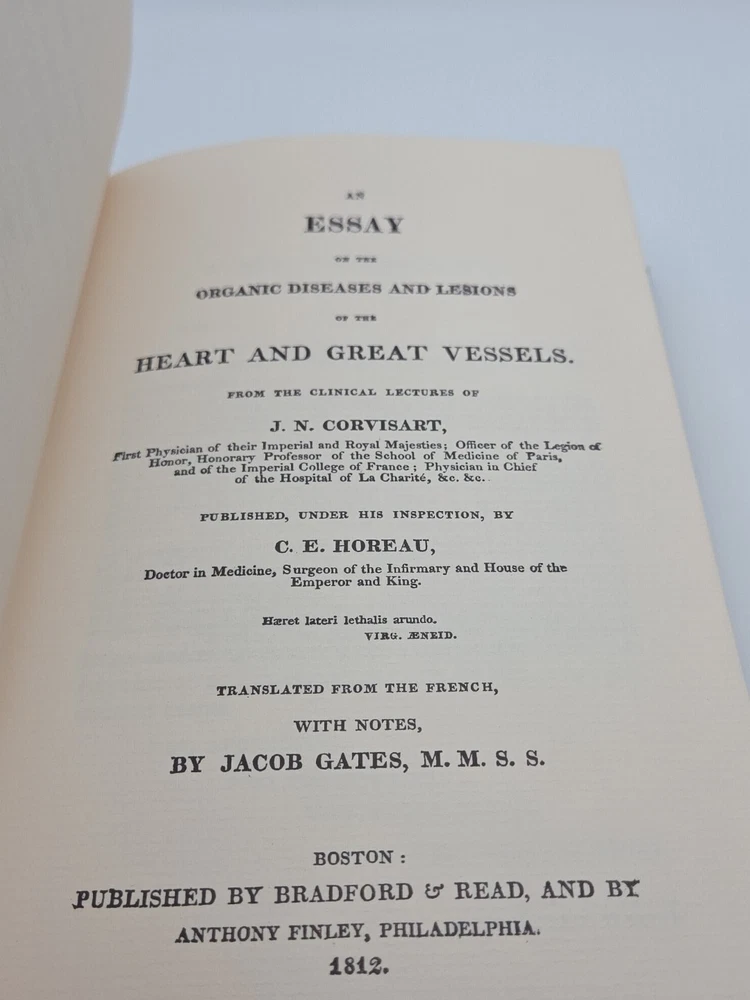 AN
ESSAY
ON THE
ORGANIC DISEASES AND LESIONS
OF THE
HEART AND GREAT VESSELS.
FROM THE CLINICAL LECTURES OF
J. N. CORVISART,
First Physician of their Imperial and Royal Majesties; Officer of the Legion of
Honor, Honorary Professor of the School of Medicine of Paris,
and of the Imperial College of France; Physician in Chief
of the Hospital of La Charité, &c. &c.
PUBLISHED, UNDER HIS INSPECTION, BY
C. E. HOREAU,
Doctor in Medicine, Surgeon of the Infirmary and House of the
Emperor and King.
Hæret lateri lethalis arundo.
VIRG. ÆNEID.
TRANSLATED FROM THE FRENCH,
WITH NOTES,
BY JACOB GATES, M. M. S. S.
BOSTON:
PUBLISHED BY BRADFORD & READ, AND BY
ANTHONY FINLEY, PHILADELPHIA.
1812.